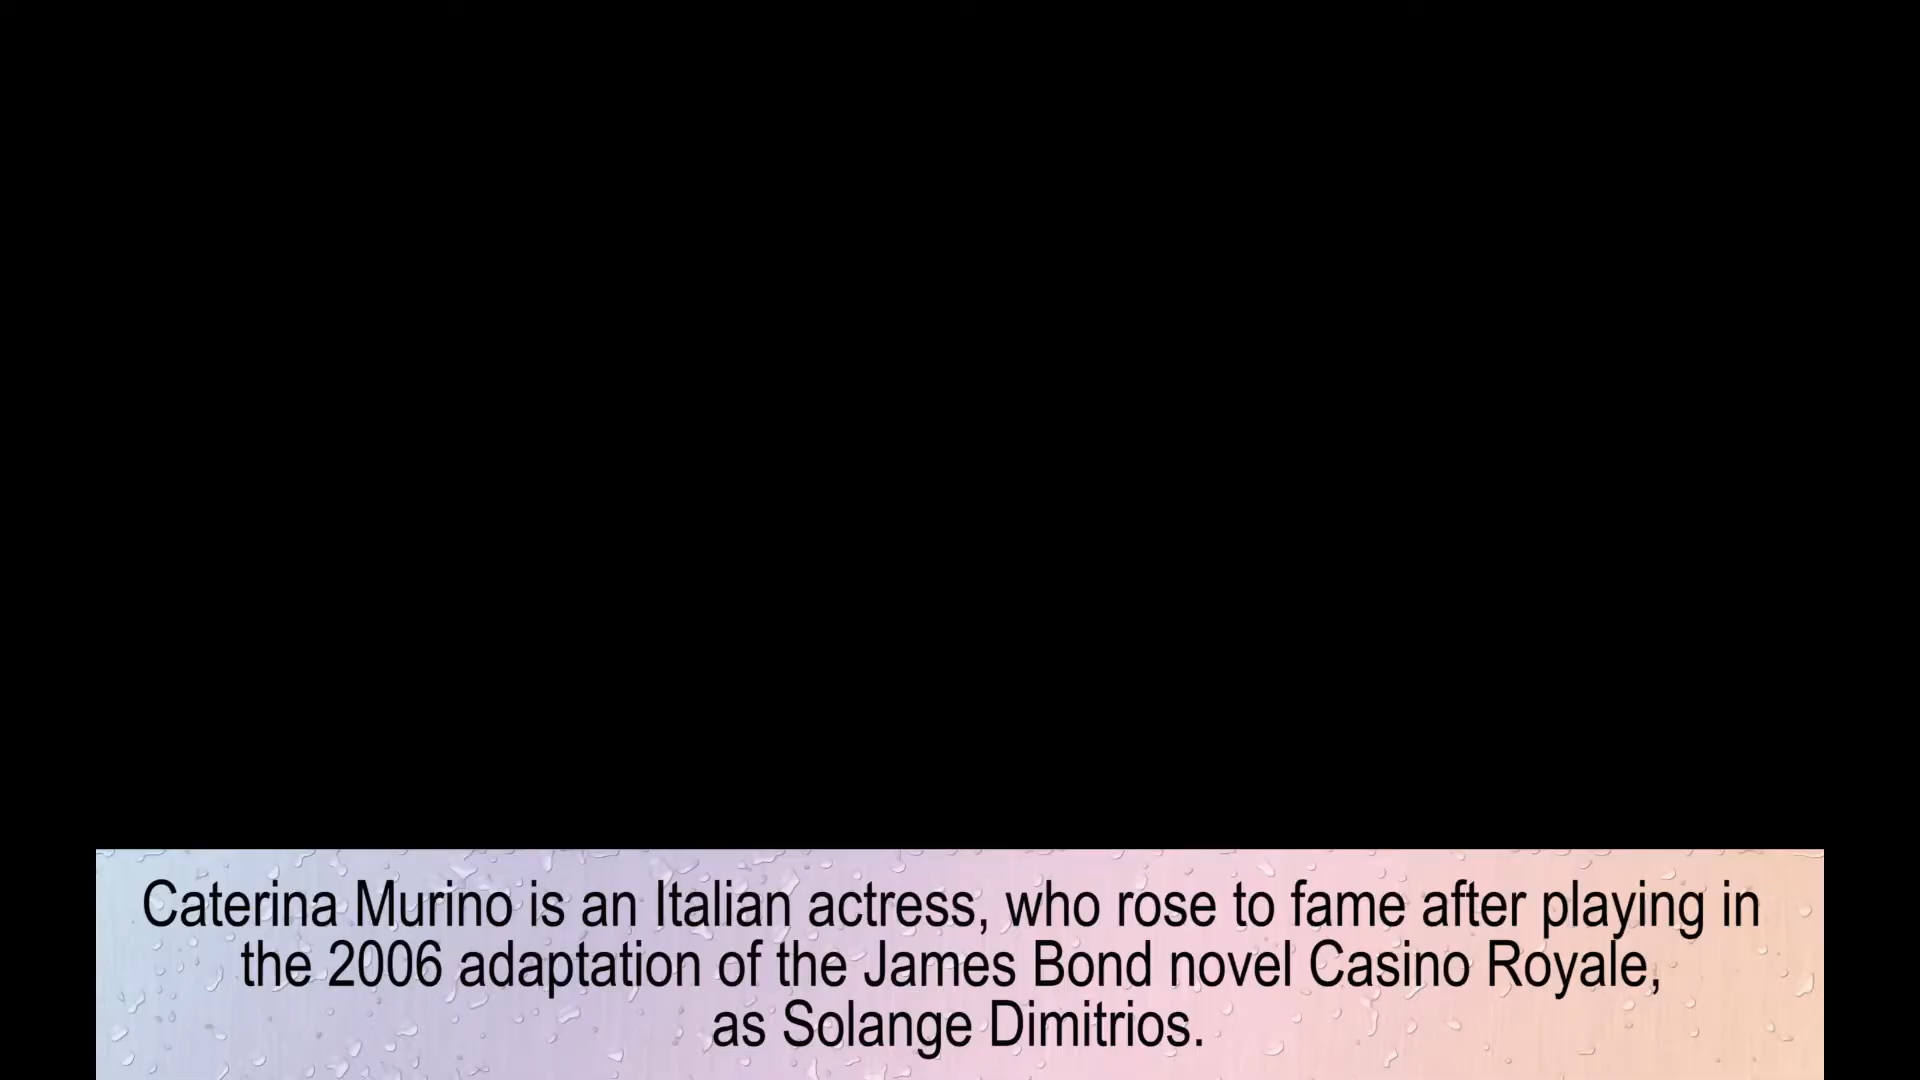 Caterina Murino is an Italian actress, who rose to fame after playing in
the 2006 adaptation of the James Bond novel Casino Royale,
as Solange Dimitrios.